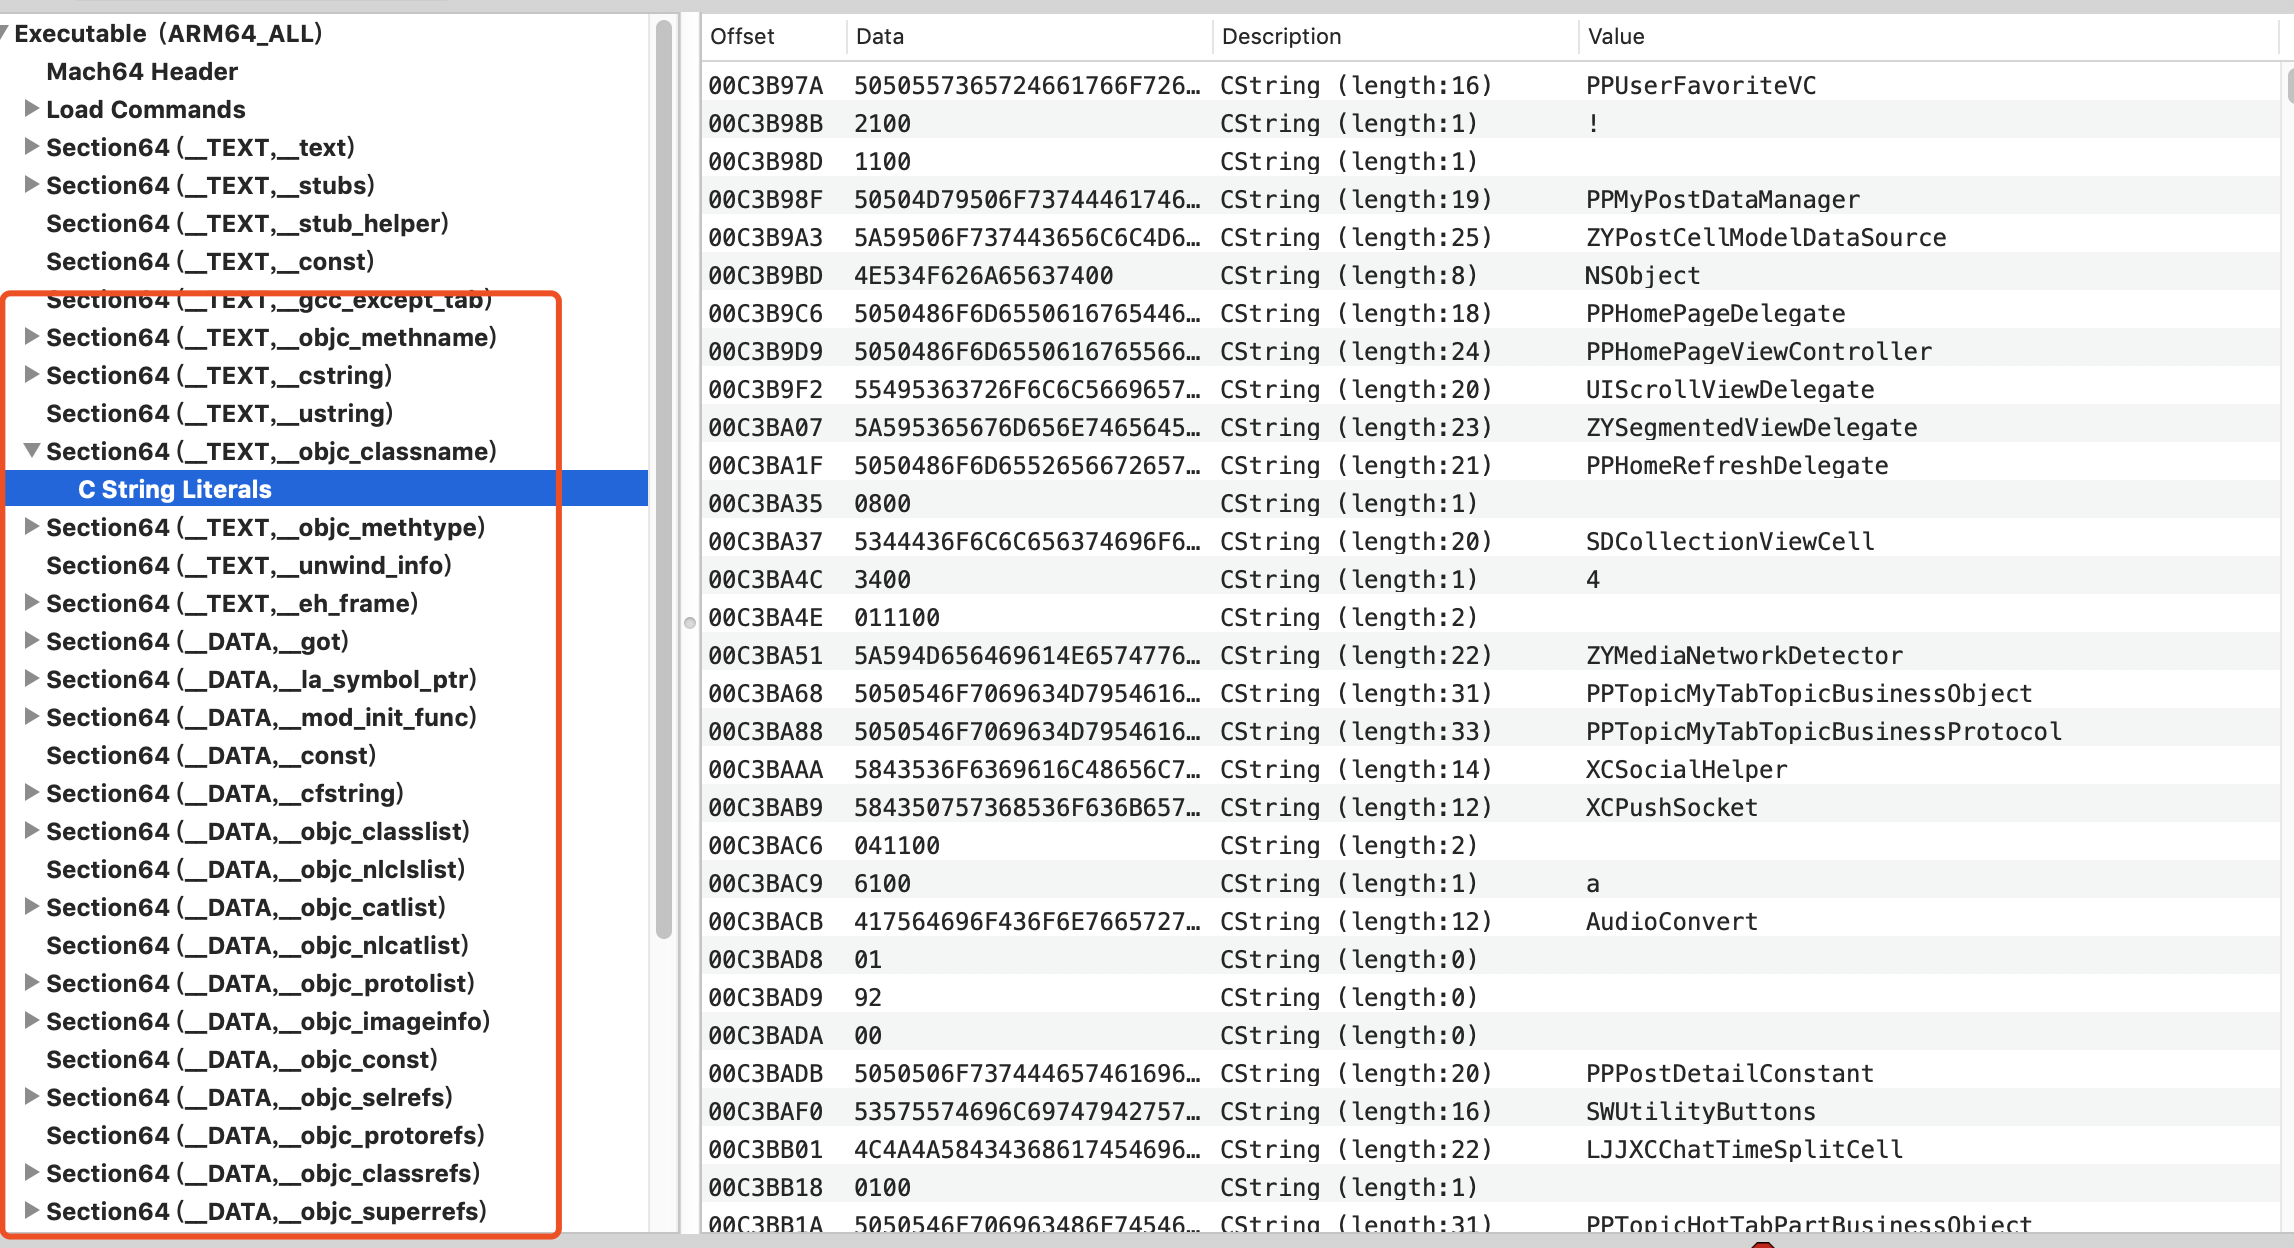 Executable (ARM64_ALL)
Mach64 Header
Load Commands
Section64 (__TEXT,__text)
Section64 (__TEXT,__stubs)
Section64 (__TEXT,__stub_helper)
Section64 (__TEXT,__const)
Section64 (__TEXT,__gcc_except_tab)
Section64 (__TEXT,__objc_methname)
Section64 (__TEXT,__cstring)
Section64 (__TEXT,__ustring)
Section64 (__TEXT,__objc_classname)
C String Literals
Section64 (__TEXT,__objc_methtype)
Section64 (__TEXT,__unwind_info)
Section64 (__TEXT,__eh_frame)
Section64 (__DATA,__got)
Section64 (__DATA,__la_symbol_ptr)
Section64 (__DATA,__mod_init_func)
Section64 (__DATA,__const)
Section64 (__DATA,__cfstring)
Section64 (__DATA,__objc_classlist)
Section64 (__DATA,__objc_nlclslist)
Section64 (__DATA,__objc_catlist)
Section64 (__DATA,__objc_nlcatlist)
Section64 (__DATA,__objc_protolist)
Section64 (__DATA,__objc_imageinfo)
Section64 (__DATA,__objc_const)
Section64 (__DATA,__objc_selrefs)
Section64 (__DATA,__objc_protorefs)
Section64 (__DATA,__objc_classrefs)
Section64 (__DATA,__objc_superrefs)
Offset Data Description Value
00C3B97A 5050557365724661766F726… CString (length:16) PPUserFavoriteVC
00C3B98B 2100 CString (length:1) !
00C3B98D 1100 CString (length:1)
00C3B98F 50504D79506F73744461746… CString (length:19) PPMyPostDataManager
00C3B9A3 5A59506F737443656C6C4D6… CString (length:25) ZYPostCellModelDataSource
00C3B9BD 4E534F626A65637400 CString (length:8) NSObject
00C3B9C6 5050486F6D6550616765446… CString (length:18) PPHomePageDelegate
00C3B9D9 5050486F6D6550616765566… CString (length:24) PPHomePageViewController
00C3B9F2 55495363726F6C6C5669657… CString (length:20) UIScrollViewDelegate
00C3BA07 5A595365676D656E7465645… CString (length:23) ZYSegmentedViewDelegate
00C3BA1F 5050486F6D6552656672657… CString (length:21) PPHomeRefreshDelegate
00C3BA35 0800 CString (length:1)
00C3BA37 5344436F6C6C656374696F6… CString (length:20) SDCollectionViewCell
00C3BA4C 3400 CString (length:1) 4
00C3BA4E 011100 CString (length:2)
00C3BA51 5A594D656469614E6574776… CString (length:22) ZYMediaNetworkDetector
00C3BA68 5050546F7069634D7954616… CString (length:31) PPTopicMyTabTopicBusinessObject
00C3BA88 5050546F7069634D7954616… CString (length:33) PPTopicMyTabTopicBusinessProtocol
00C3BAAA 5843536F6369616C48656C7… CString (length:14) XCSocialHelper
00C3BAB9 584350757368536F636B657… CString (length:12) XCPushSocket
00C3BAC6 041100 CString (length:2)
00C3BAC9 6100 CString (length:1) a
00C3BACB 417564696F436F6E7665727… CString (length:12) AudioConvert
00C3BAD8 01 CString (length:0)
00C3BAD9 92 CString (length:0)
00C3BADA 00 CString (length:0)
00C3BADB 5050506F737444657461696… CString (length:20) PPPostDetailConstant
00C3BAF0 53575574696C69747942757… CString (length:16) SWUtilityButtons
00C3BB01 4C4A4A58434368617454696… CString (length:22) LJJXCChatTimeSplitCell
00C3BB18 0100 CString (length:1)
00C3BB1A 5050546F706963486F74546… CString (length:31) PPTopicHotTabPartBusinessObject